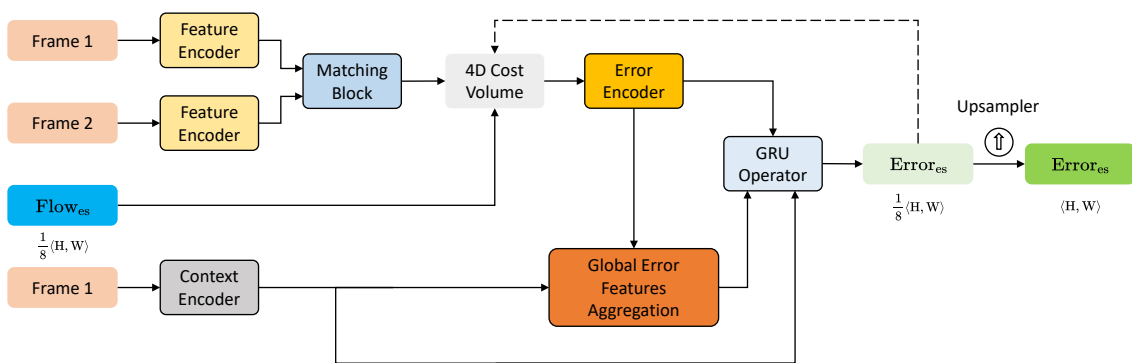 Frame 1
Feature
Encoder
Matching
Block
4D Cost
Volume
Error
Encoder
Frame 2
Feature
Encoder
Upsampler
⇧
GRU
Operator
Error_es
1/8 ⟨H, W⟩
Error_es
⟨H, W⟩
Flow_es
1/8 ⟨H, W⟩
Frame 1
Context
Encoder
Global Error
Features
Aggregation